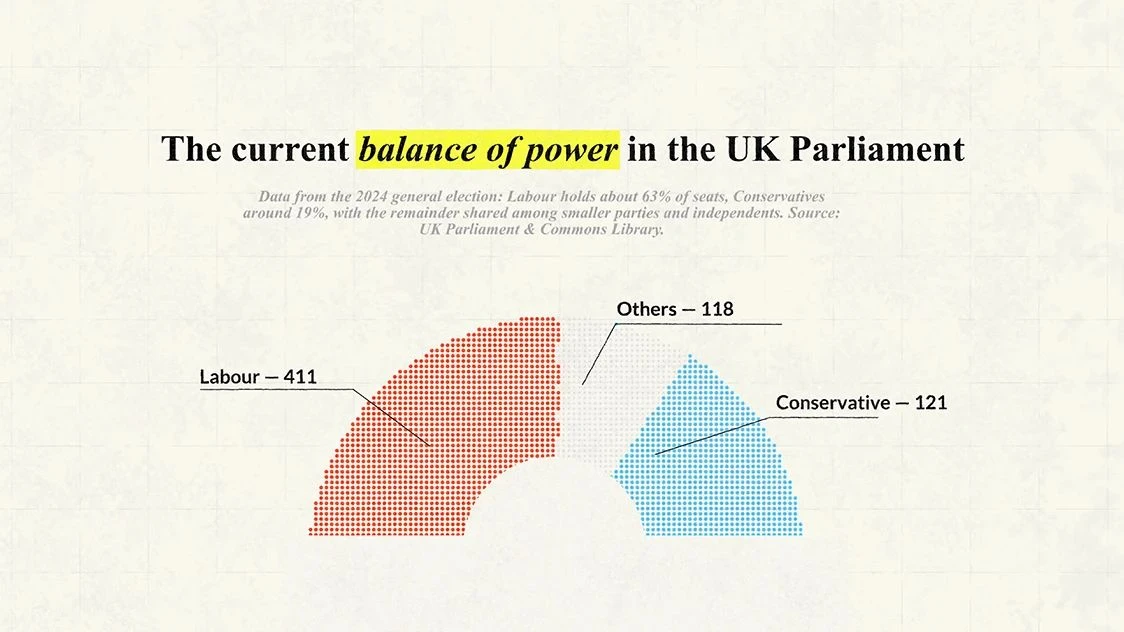 The current balance of power in the UK Parliament
Data from the 2024 general election: Labour holds about 63% of seats, Conservatives
around 19%, with the remainder shared among smaller parties and independents. Source:
UK Parliament & Commons Library.
Others — 118
Labour — 411
Conservative — 121